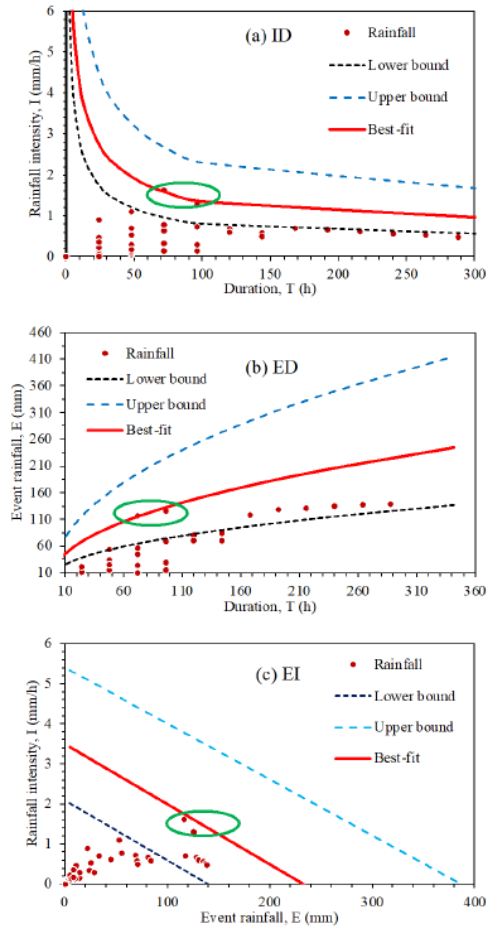 (a) ID
Rainfall
Lower bound
Upper bound
Best-fit
Rainfall intensity, I (mm/h)
6
5
4
3
2
1
0
0 50 100 150 200 250 300
Duration, T (h)
(b) ED
Rainfall
Lower bound
Upper bound
Best-fit
Event rainfall, E (mm)
460
410
360
310
260
210
160
110
60
10
10 60 110 160 210 260 310 360
Duration, T (h)
(c) EI
Rainfall
Lower bound
Upper bound
Best-fit
Rainfall intensity, I (mm/h)
6
5
4
3
2
1
0
0 80 160 240 320 400
Event rainfall, E (mm)